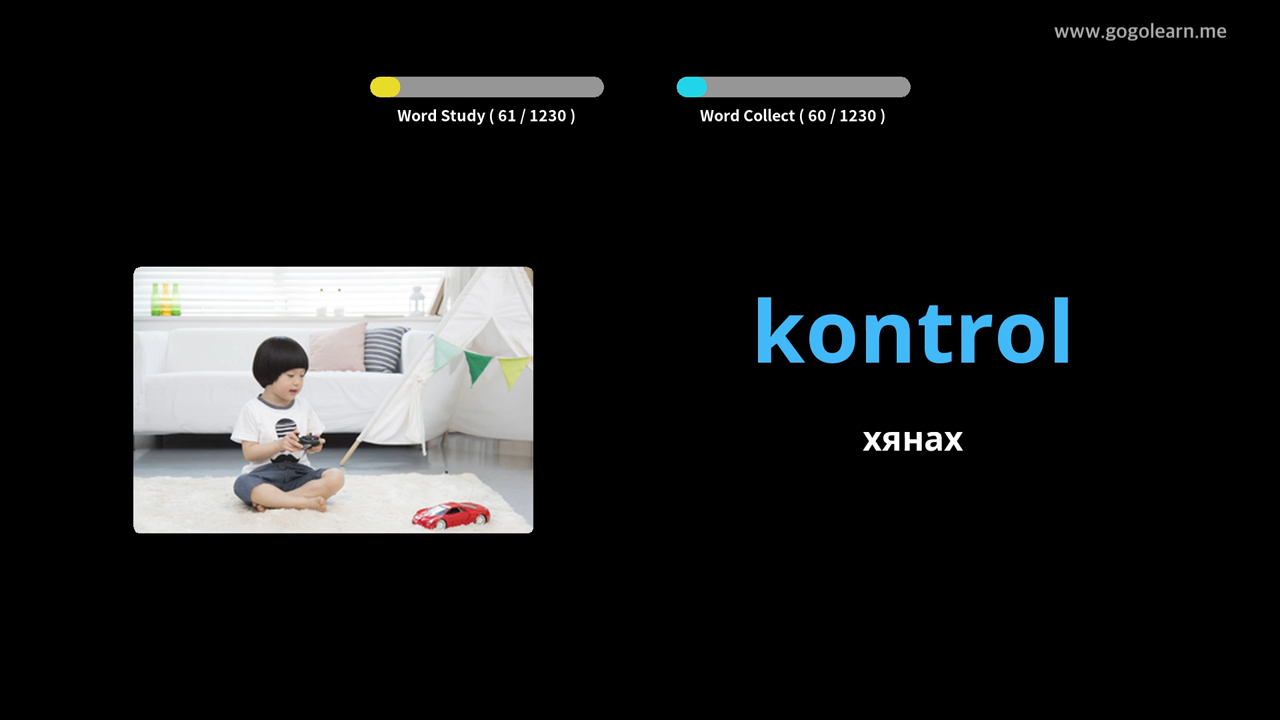 www.gogolearn.me
Word Study ( 61 / 1230 )
Word Collect ( 60 / 1230 )
kontrol
хянах